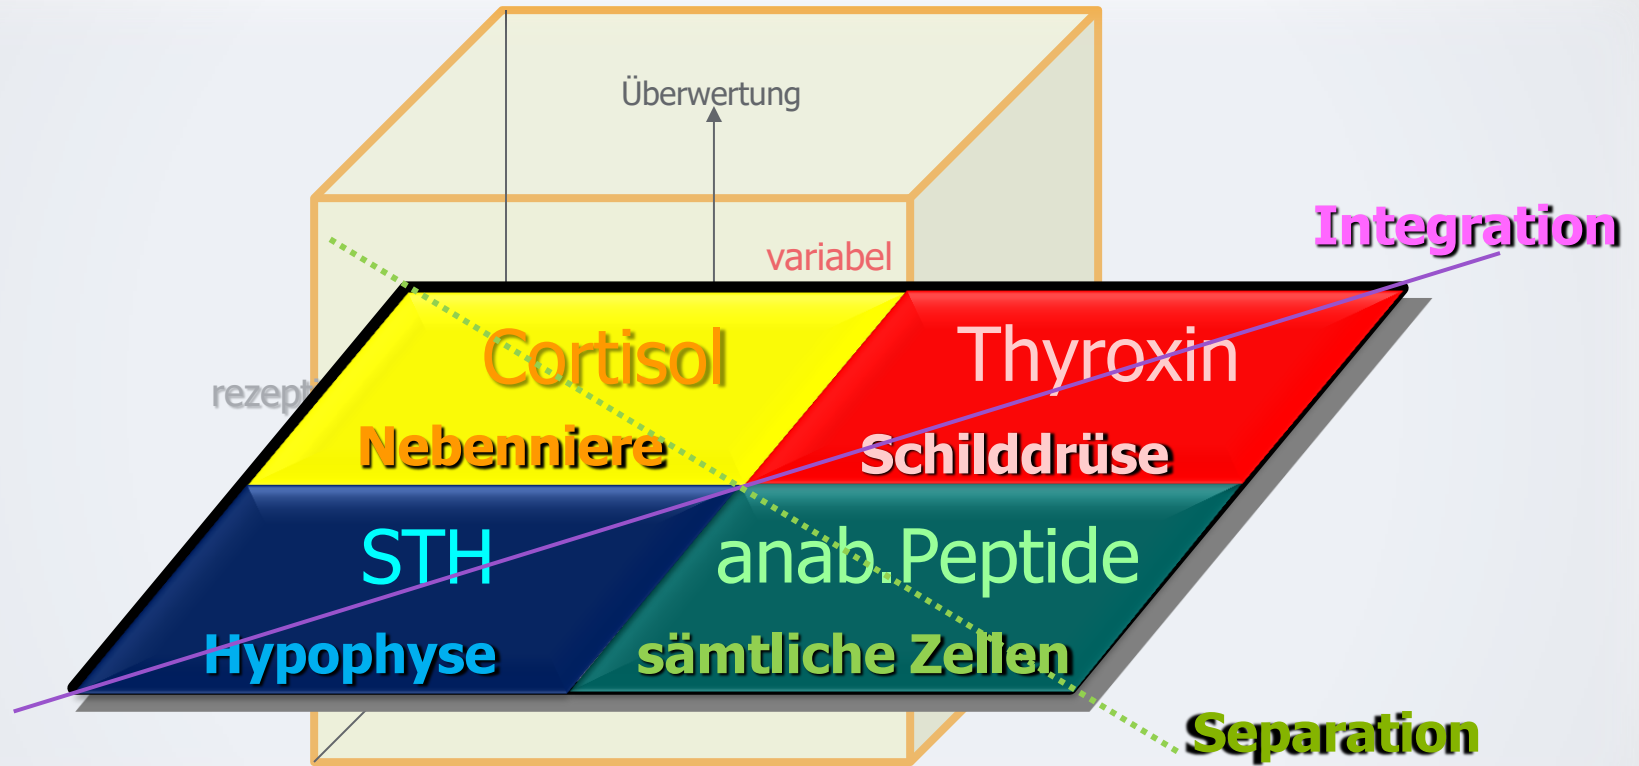 Überwertung
Integration
variabel
Cortisol
Thyroxin
Nebenniere
Schilddrüse
STH
anab.Peptide
Hypophyse
sämtliche Zellen
Separation